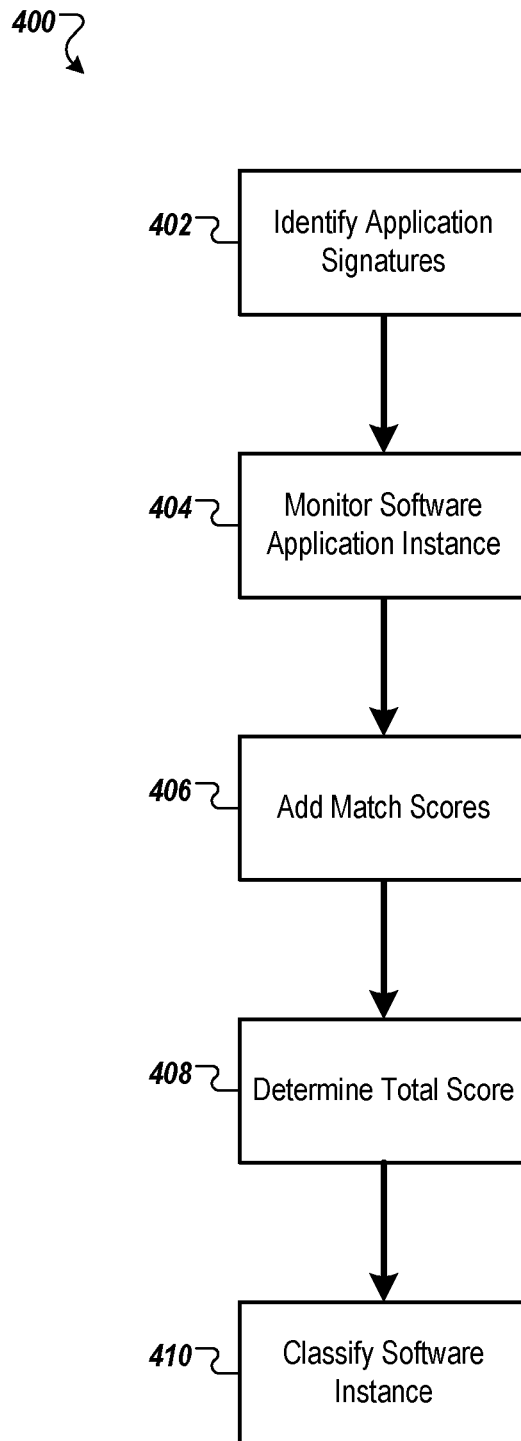 400
402
Identify Application
Signatures
404
Monitor Software
Application Instance
406
Add Match Scores
408
Determine Total Score
410
Classify Software
Instance